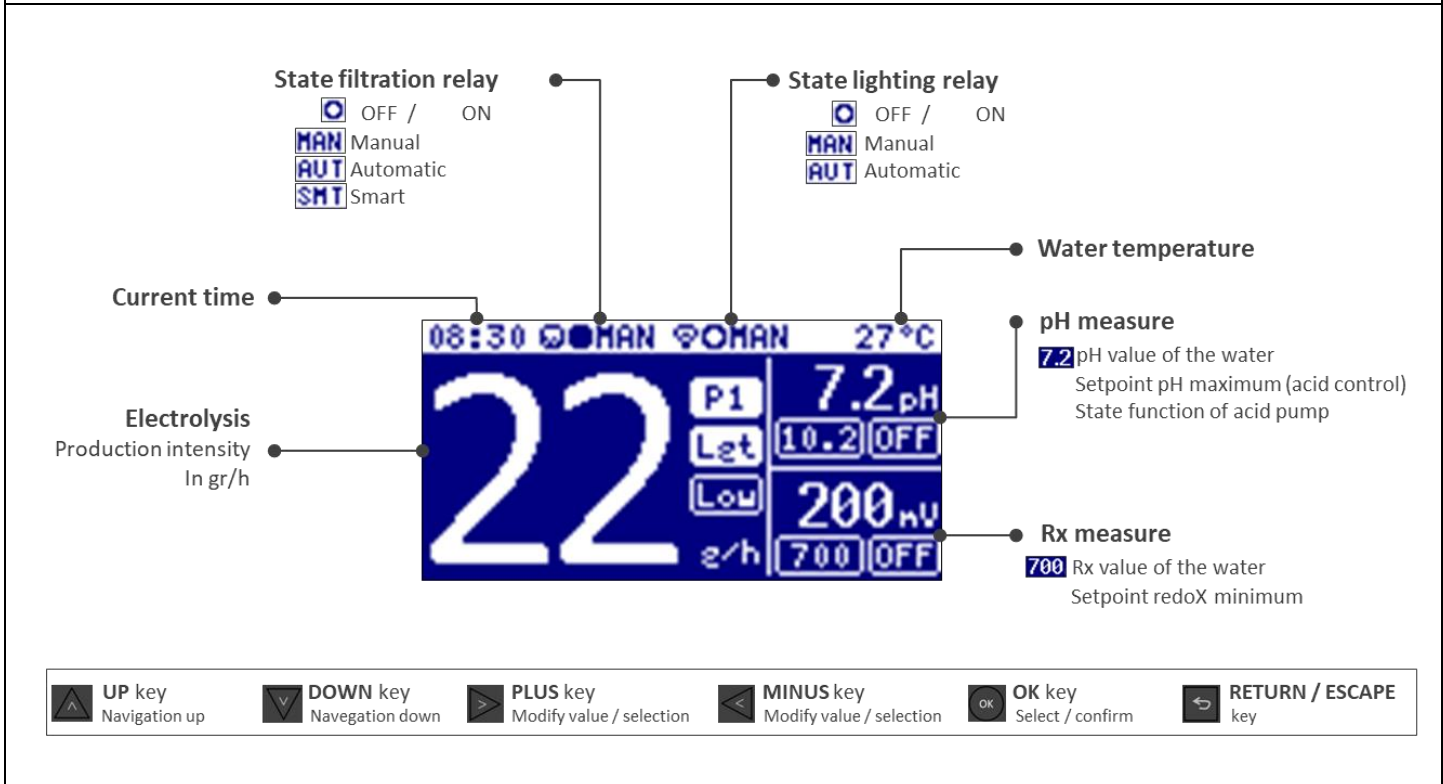 State filtration relay
OFF / ON
MAN Manual
AUT Automatic
SMT Smart
State lighting relay
OFF / ON
MAN Manual
AUT Automatic
Water temperature
Current time
pH measure
7.2 pH value of the water
Setpoint pH maximum (acid control)
State function of acid pump
08:30 MAN MAN 27°C
22 g/h
P1
Lgt
Low
7.2 pH
10.2 OFF
200 mV
700 OFF
Electrolysis
Production intensity
In gr/h
Rx measure
700 Rx value of the water
Setpoint redoX minimum
UP key
Navigation up
DOWN key
Navegation down
PLUS key
Modify value / selection
MINUS key
Modify value / selection
OK
OK key
Select / confirm
RETURN / ESCAPE
key